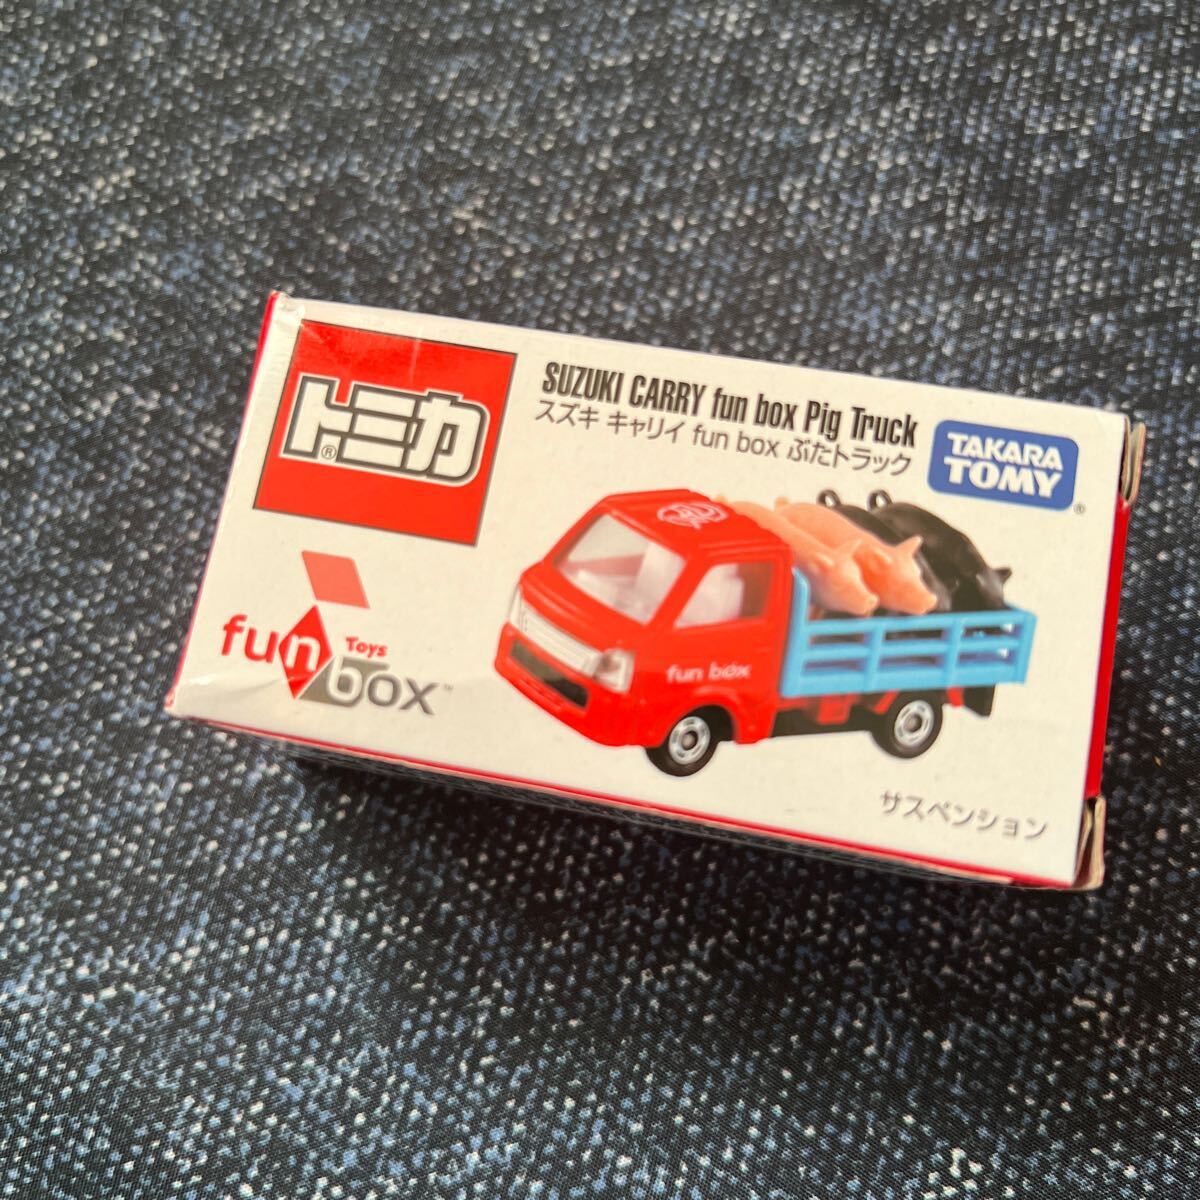 トミカ®
SUZUKI CARRY fun box Pig Truck
スズキ キャリイ fun box ぶたトラック
TAKARA
TOMY®
fun
Toys
box™
fun box
サスペンション